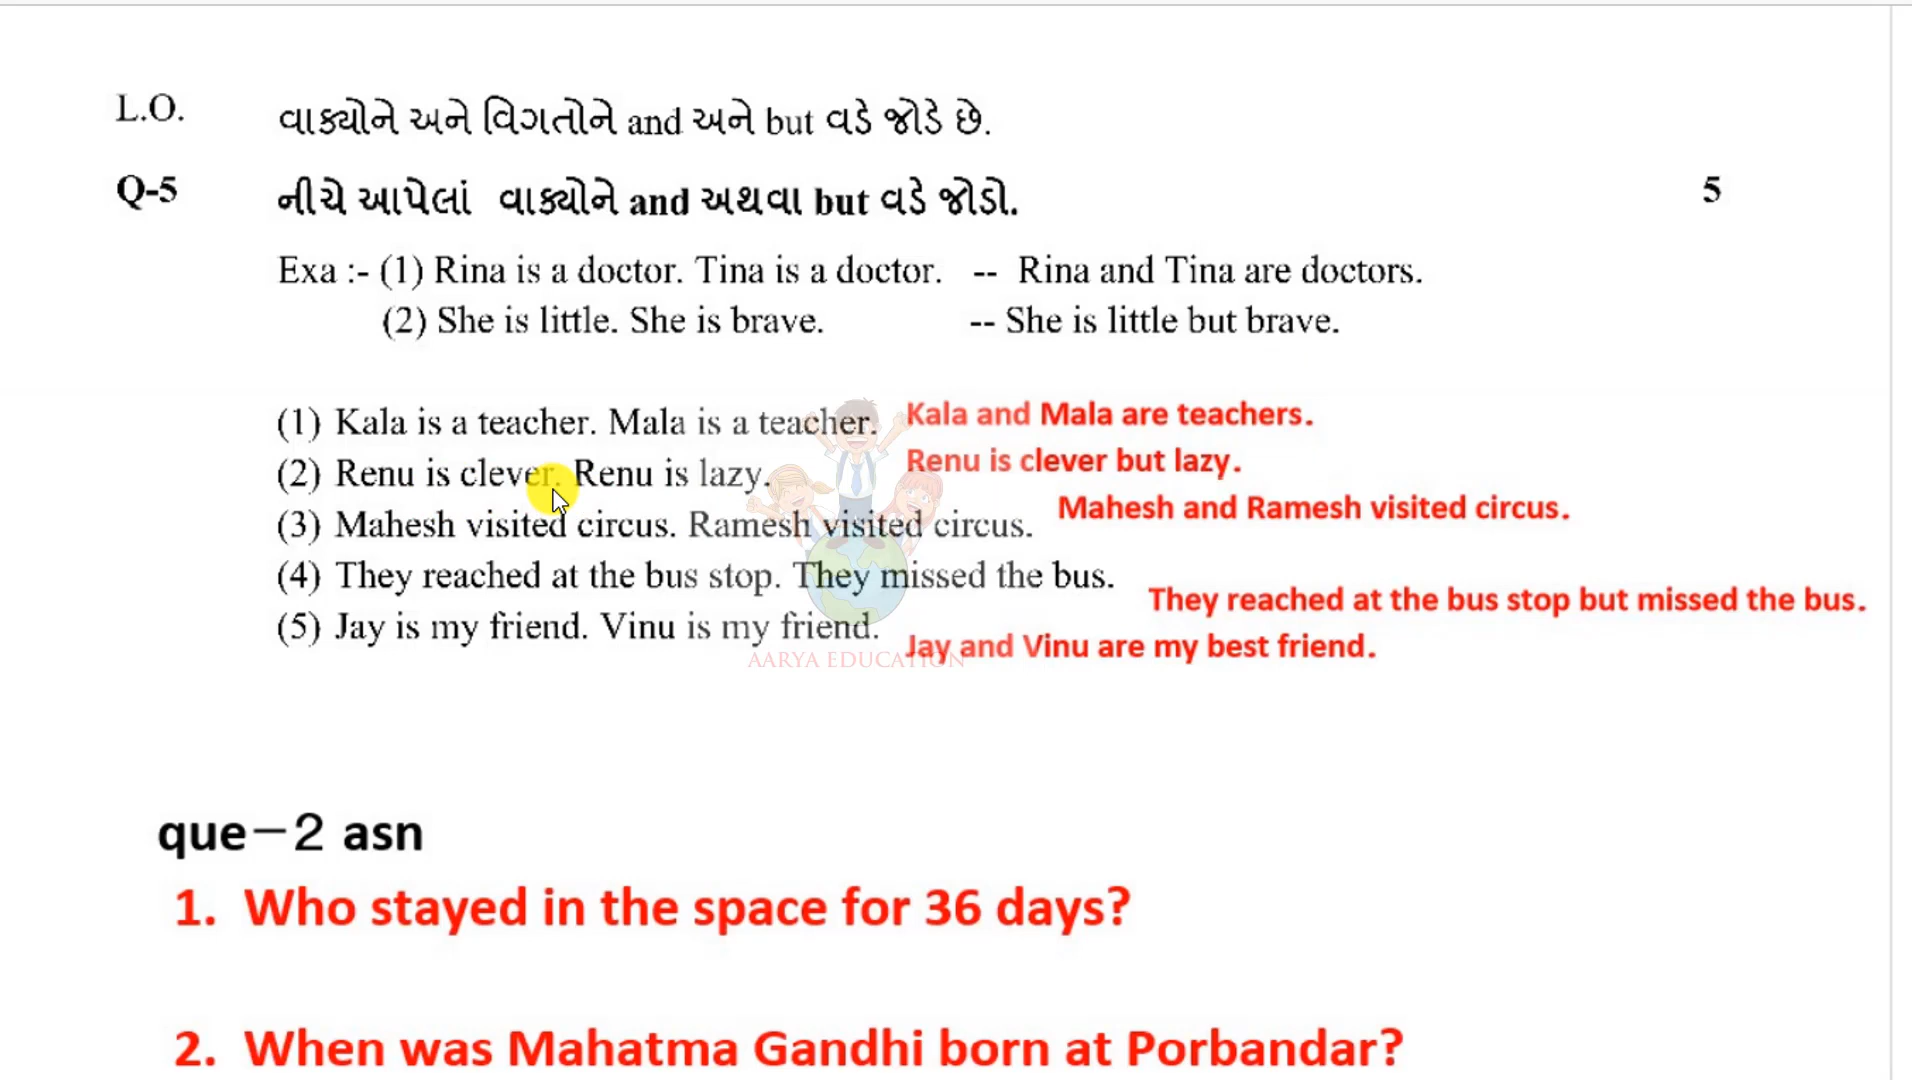 L.O. વાક્યોને અને વિગતોને and અને but વડે જોડે છે.
Q-5 નીચે આપેલાં વાક્યોને and અથવા but વડે જોડો. 5
Exa :- (1) Rina is a doctor. Tina is a doctor. -- Rina and Tina are doctors.
(2) She is little. She is brave. -- She is little but brave.
(1) Kala is a teacher. Mala is a teacher. Kala and Mala are teachers.
(2) Renu is clever. Renu is lazy. Renu is clever but lazy.
(3) Mahesh visited circus. Ramesh visited circus. Mahesh and Ramesh visited circus.
(4) They reached at the bus stop. They missed the bus. They reached at the bus stop but missed the bus.
(5) Jay is my friend. Vinu is my friend. Jay and Vinu are my best friend.
AARYA EDUCATION
que-2 asn
1. Who stayed in the space for 36 days?
2. When was Mahatma Gandhi born at Porbandar?